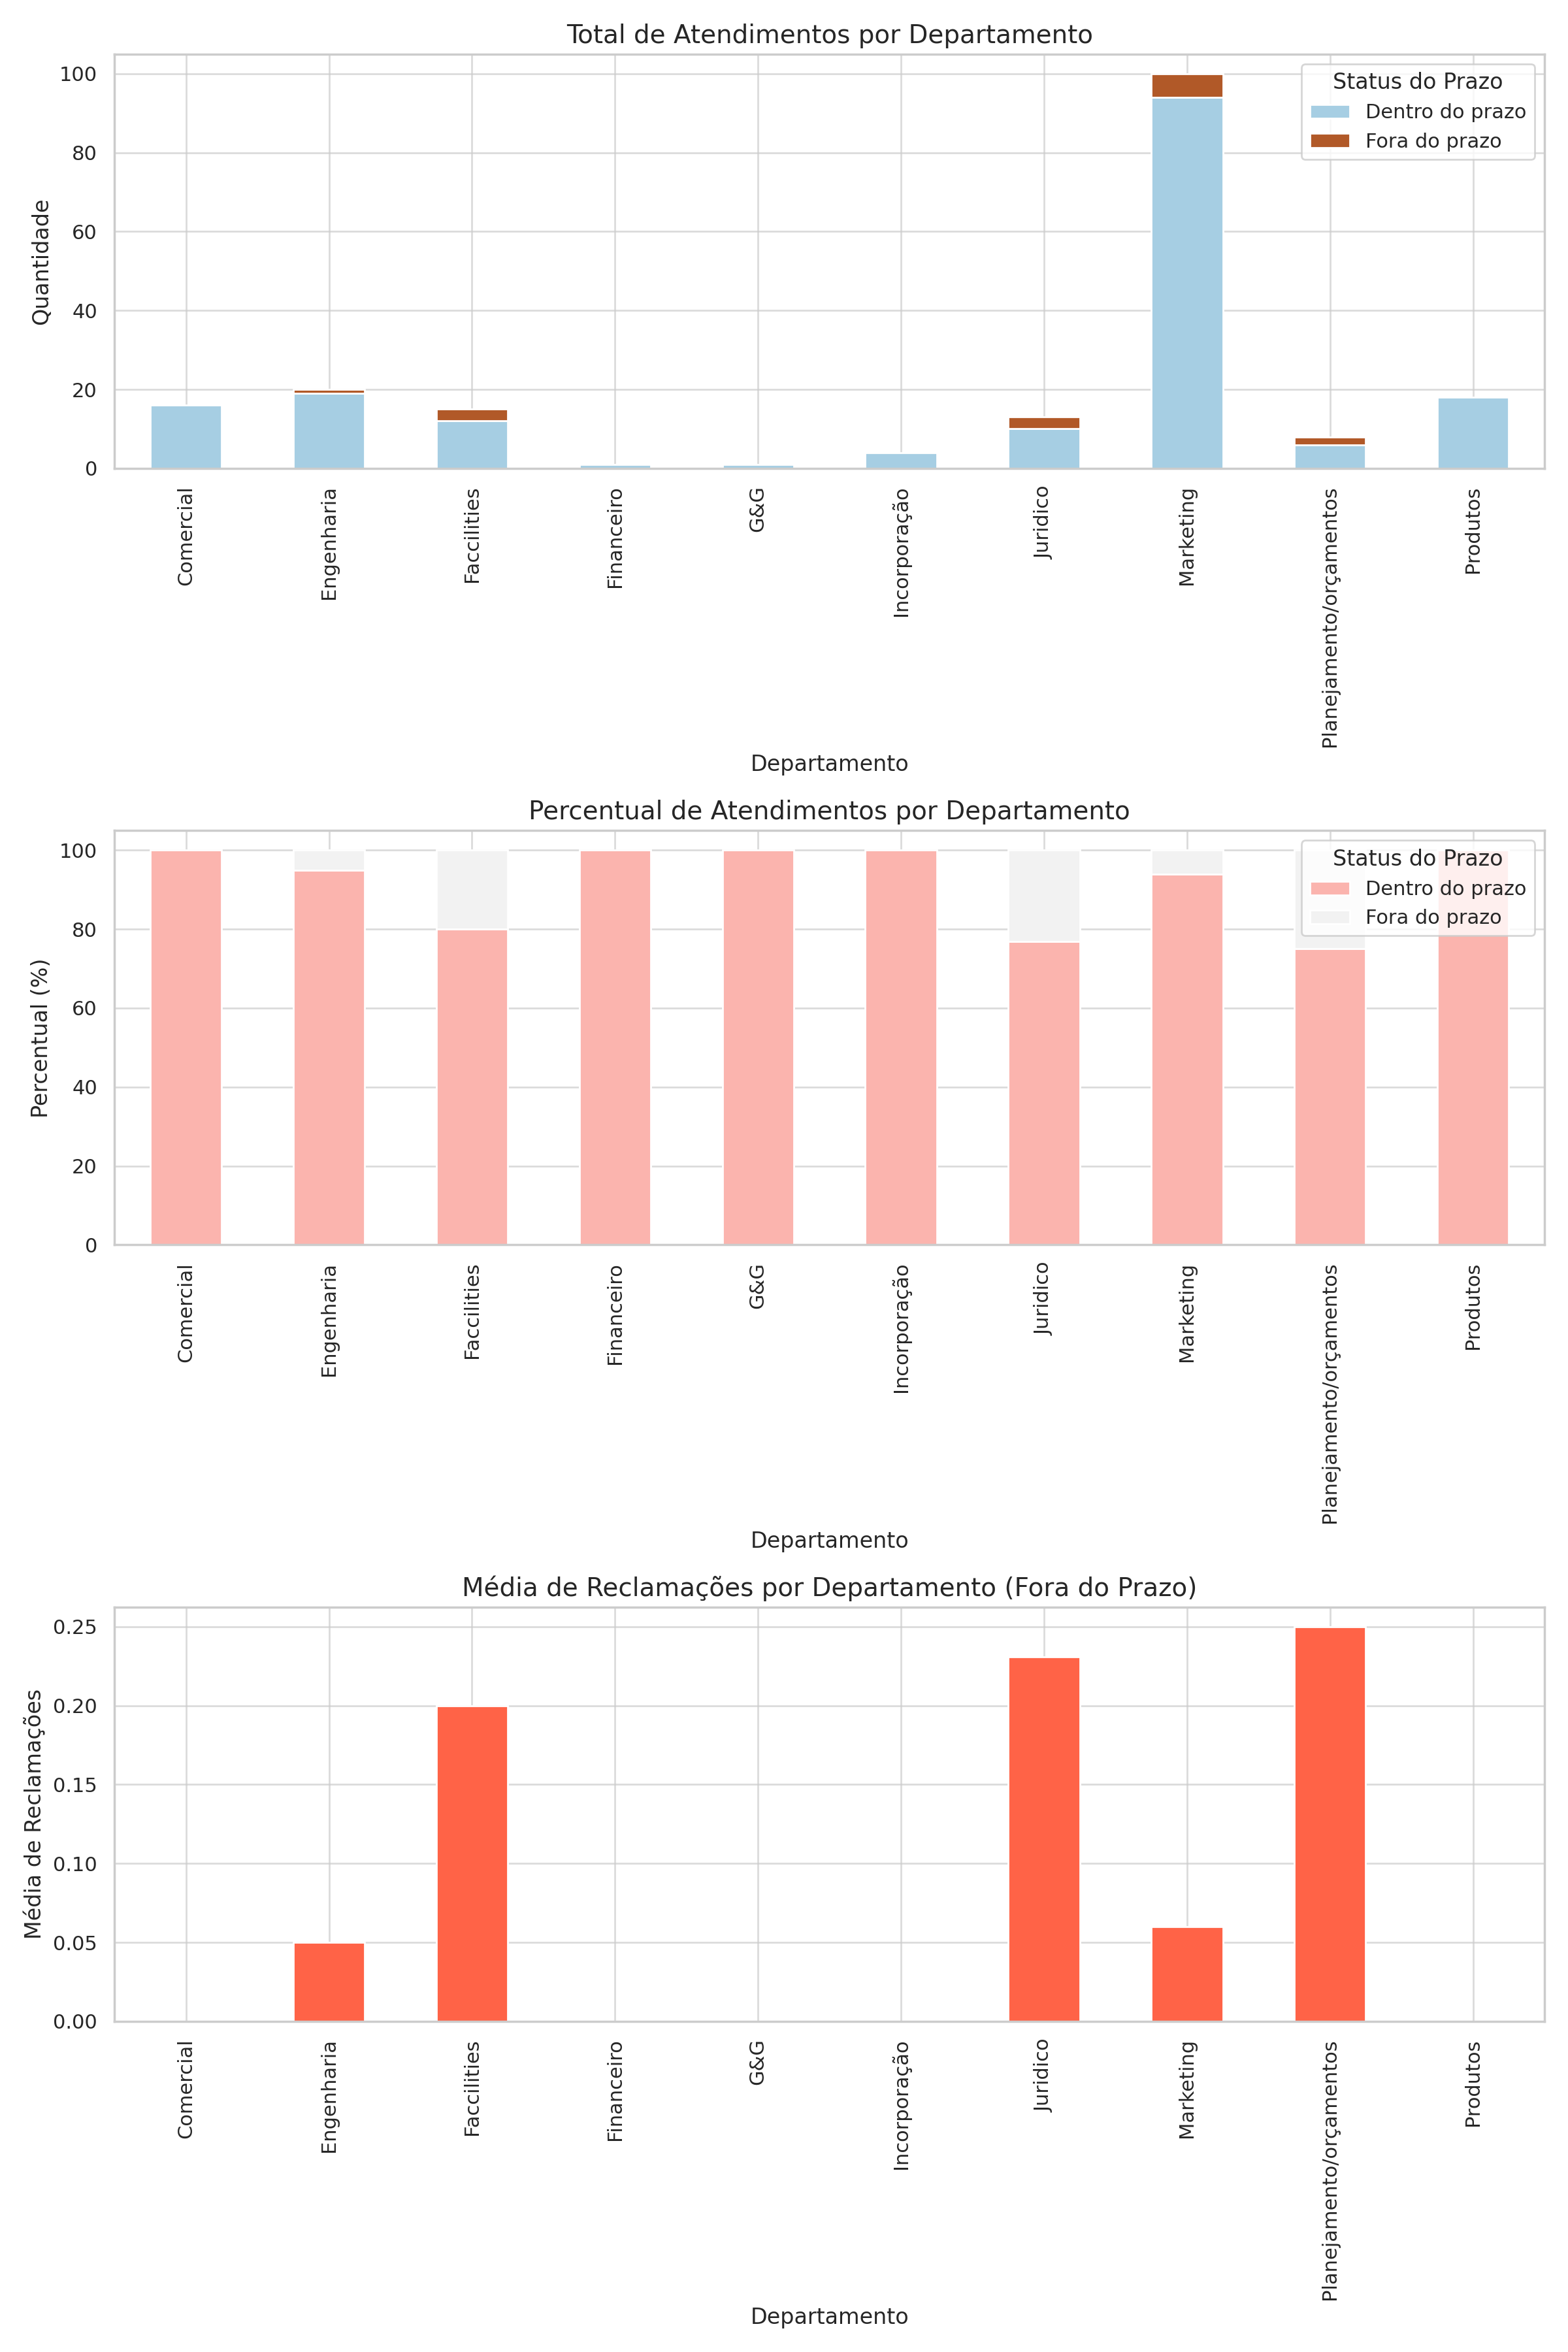 Total de Atendimentos por Departamento
Quantidade
100
80
60
40
20
0
Status do Prazo
Dentro do prazo
Fora do prazo
Comercial
Engenharia
Faccilities
Financeiro
G&G
Incorporação
Juridico
Marketing
Planejamento/orçamentos
Produtos
Departamento
Percentual de Atendimentos por Departamento
Percentual (%)
100
80
60
40
20
0
Status do Prazo
Dentro do prazo
Fora do prazo
Comercial
Engenharia
Faccilities
Financeiro
G&G
Incorporação
Juridico
Marketing
Planejamento/orçamentos
Produtos
Departamento
Média de Reclamações por Departamento (Fora do Prazo)
Média de Reclamações
0.25
0.20
0.15
0.10
0.05
0.00
Comercial
Engenharia
Faccilities
Financeiro
G&G
Incorporação
Juridico
Marketing
Planejamento/orçamentos
Produtos
Departamento